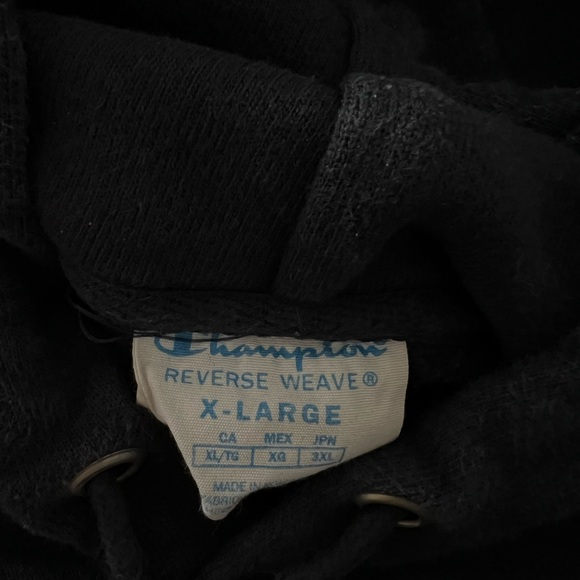 Champion
REVERSE WEAVE®
X-LARGE
CA MEX JPN
XL/TG XG 3XL
MADE IN